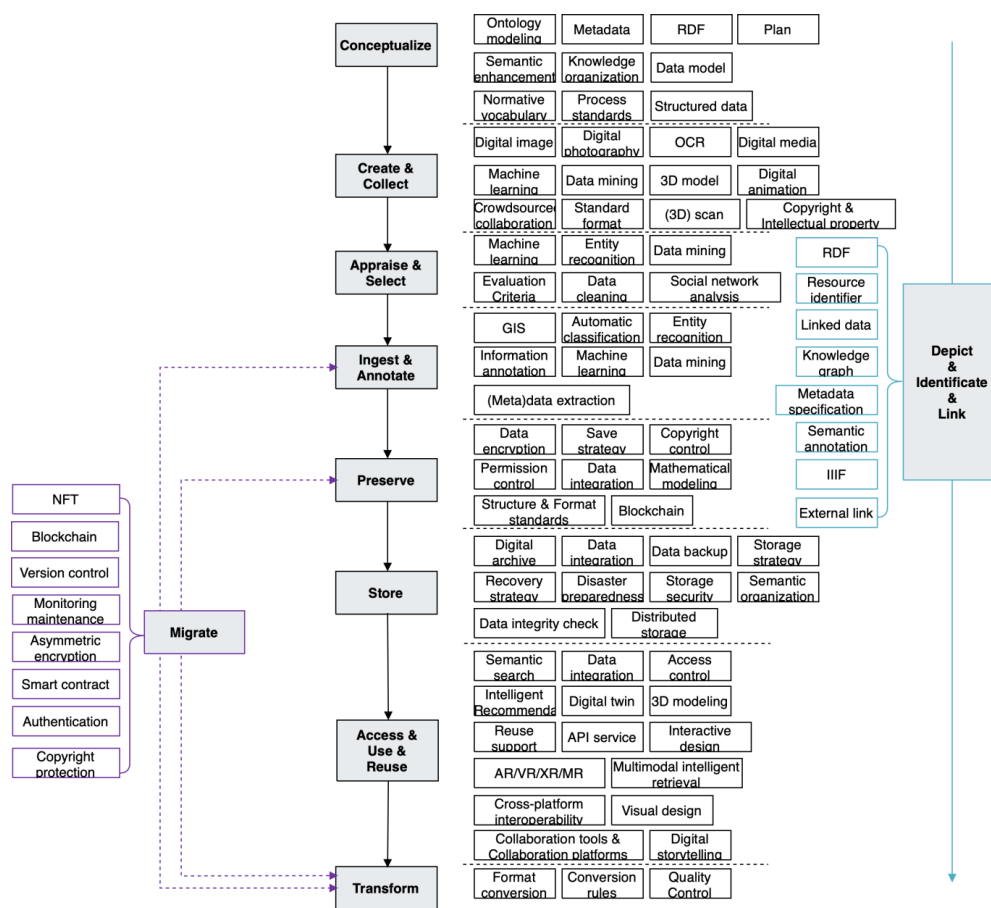 Conceptualize
Ontology
modeling
Metadata
RDF
Plan
Semantic
enhancement
Knowledge
organization
Data model
Normative
vocabulary
Process
standards
Structured data
Create &
Collect
Digital image
Digital
photography
OCR
Digital media
Machine
learning
Data mining
3D model
Digital
animation
Crowdsource
collaboration
Standard
format
(3D) scan
Copyright &
Intellectual property
Appraise &
Select
Machine
learning
Entity
recognition
Data mining
Evaluation
Criteria
Data
cleaning
Social network
analysis
Ingest &
Annotate
GIS
Automatic
classification
Entity
recognition
Information
annotation
Machine
learning
Data mining
(Meta)data extraction
Preserve
Data
encryption
Save
strategy
Copyright
control
Permission
control
Data
integration
Mathematical
modeling
Structure & Format
standards
Blockchain
Store
Digital
archive
Data
integration
Data backup
Storage
strategy
Recovery
strategy
Disaster
preparedness
Storage
security
Semantic
organization
Data integrity check
Distributed
storage
Access &
Use &
Reuse
Semantic
search
Data
integration
Access
control
Intelligent
Recommenda
Digital twin
3D modeling
Reuse
support
API service
Interactive
design
AR/VR/XR/MR
Multimodal intelligent
retrieval
Cross-platform
interoperability
Visual design
Collaboration tools &
Collaboration platforms
Digital
storytelling
Transform
Format
conversion
Conversion
rules
Quality
Control
NFT
Blockchain
Version control
Monitoring
maintenance
Asymmetric
encryption
Smart contract
Authentication
Copyright
protection
Migrate
RDF
Resource
identifier
Linked data
Knowledge
graph
Metadata
specification
Semantic
annotation
IIIF
External link
Depict
&
Identificate
&
Link